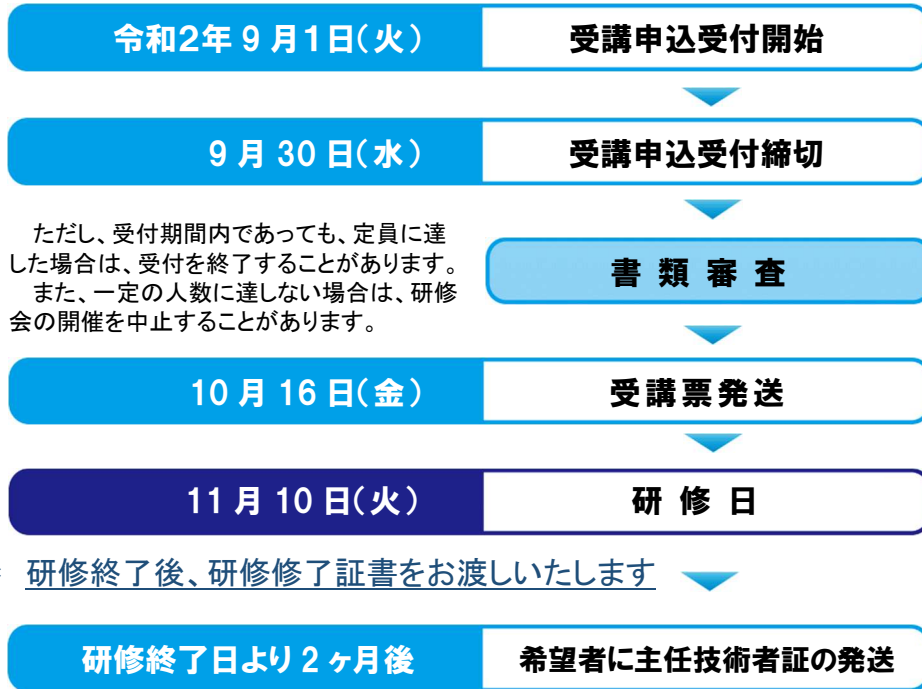 令和2年 9 月1日(火) 受講申込受付開始
9 月 30 日(水) 受講申込受付締切
ただし、受付期間内であっても、定員に達
した場合は、受付を終了することがあります。
また、一定の人数に達しない場合は、研修
会の開催を中止することがあります。
書 類 審 査
10 月 16 日(金) 受講票発送
11 月 10 日(火) 研 修 日
研修終了後、研修修了証書をお渡しいたします
研修終了日より 2 ヶ月後 希望者に主任技術者証の発送